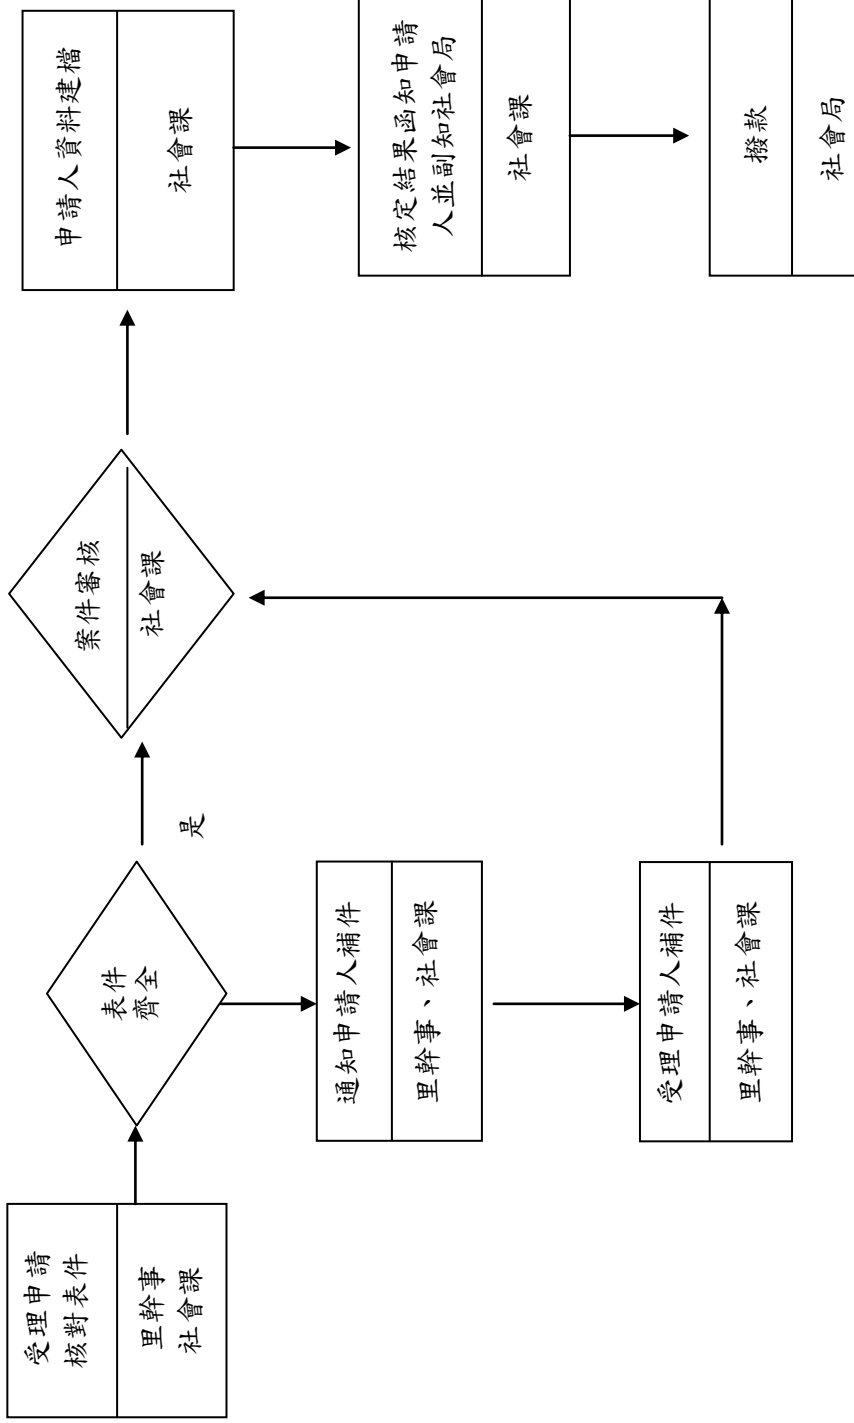 受理申請
核對表件
里幹事
社會課
表件
齊全
是
通知申請人補件
里幹事、社會課
受理申請人補件
里幹事、社會課
案件審核
社會課
申請人資料建檔
社會課
核定結果函知申請
人並副知社會局
社會課
撥款
社會局